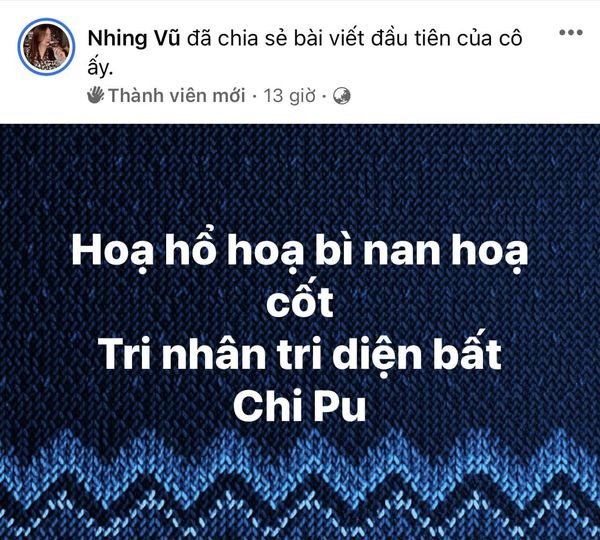 Nhing Vũ đã chia sẻ bài viết đầu tiên của cô
ấy.
Thành viên mới · 13 giờ ·
Hoạ hổ hoạ bì nan hoạ
cốt
Tri nhân tri diện bất
Chi Pu